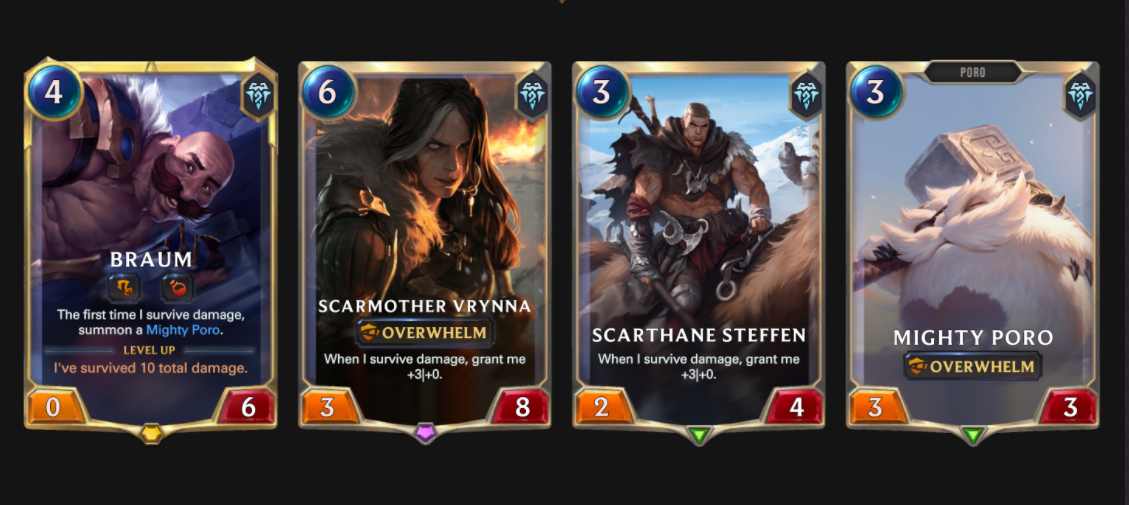 4
BRAUM
The first time I survive damage,
summon a Mighty Poro.
LEVEL UP
I've survived 10 total damage.
0
6
6
SCARMOTHER VRYNNA
OVERWHELM
When I survive damage, grant me
+3|+0.
3
8
3
SCARTHANE STEFFEN
When I survive damage, grant me
+3|+0.
2
4
PORO
3
MIGHTY PORO
OVERWHELM
3
3